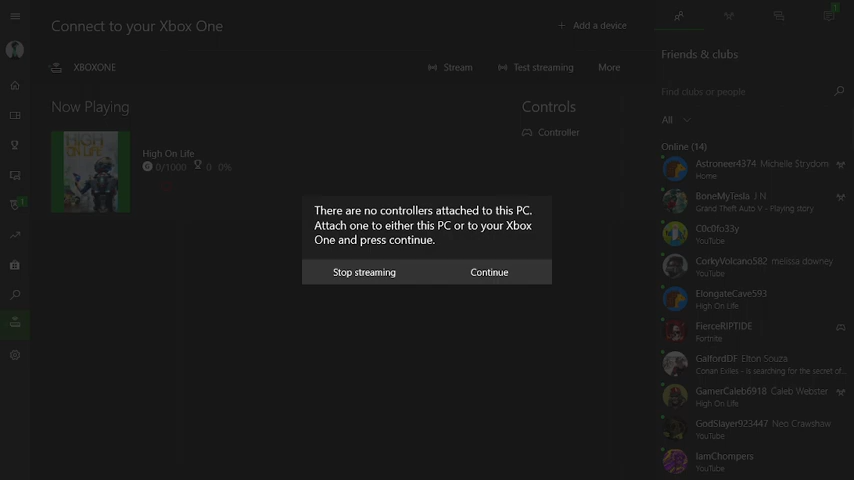 Connect to your Xbox One
+ Add a device
XBOXONE
Stream
Test streaming
More
Now Playing
HIGH ON LIFE
High On Life
G 0/1000 0 0%
Controls
Controller
There are no controllers attached to this PC.
Attach one to either this PC or to your Xbox
One and press continue.
Stop streaming
Continue
1
1
Friends & clubs
Find clubs or people
All
Online (14)
Astroneer4374 Michelle Strydom
Home
BoneMyTesla J N
Grand Theft Auto V - Playing story
C0c0fo33y
YouTube
CorkyVolcano582 melissa downey
YouTube
ElongateCave593
High On Life
FierceRIPTIDE
Fortnite
GalfordDF Elton Souza
Conan Exiles - Is searching for the secret of...
GamerCaleb6918 Caleb Webster
High On Life
GodSlayer923447 Neo Crawshaw
YouTube
IamChompers
YouTube